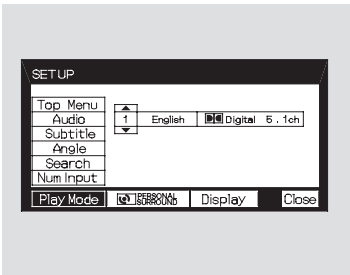 SETUP
Top Menu
Audio
1 English Digital 5.1ch
Subtitle
Angle
Search
Num Input
Play Mode PERSONAL SURROUND Display Close